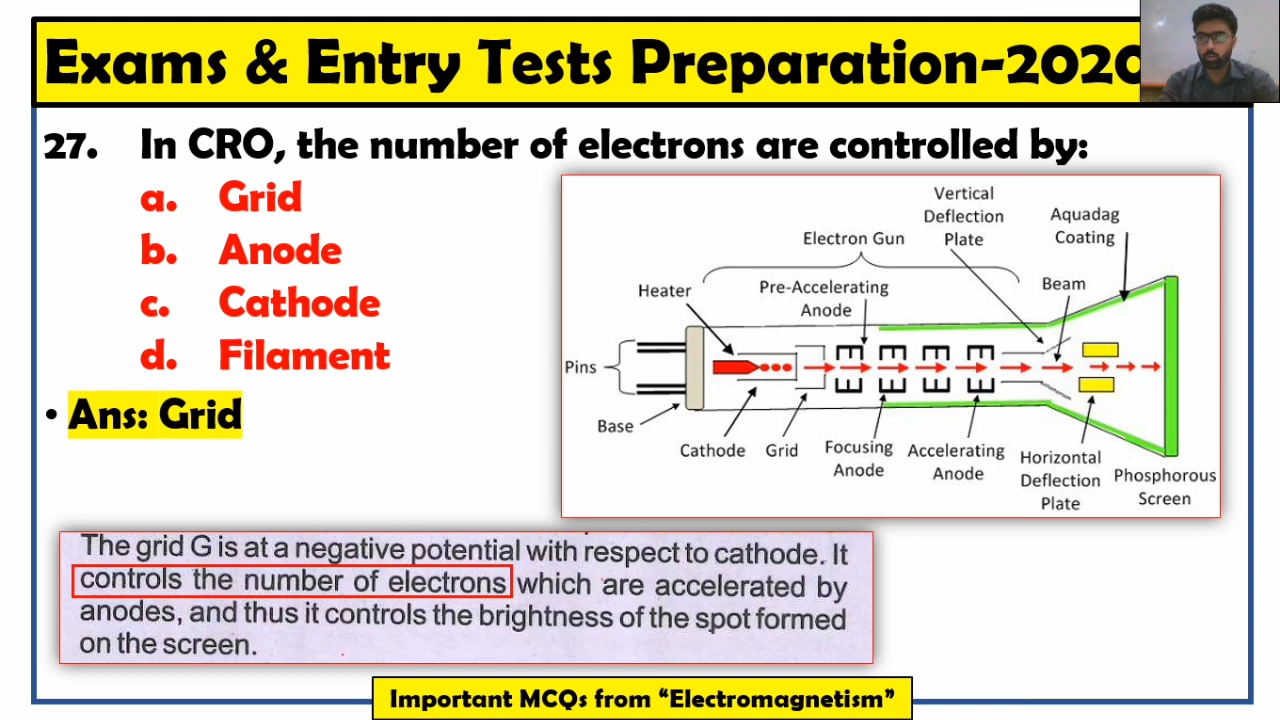 Exams & Entry Tests Preparation-2020
27. In CRO, the number of electrons are controlled by:
a. Grid
b. Anode
c. Cathode
d. Filament
• Ans: Grid
Vertical
Deflection
Plate
Aquadag
Coating
Electron Gun
Heater
Pre-Accelerating
Anode
Beam
Pins
Base
Cathode
Grid
Focusing
Anode
Accelerating
Anode
Horizontal
Deflection
Plate
Phosphorous
Screen
The grid G is at a negative potential with respect to cathode. It
controls the number of electrons which are accelerated by
anodes, and thus it controls the brightness of the spot formed
on the screen.
Important MCQs from “Electromagnetism”